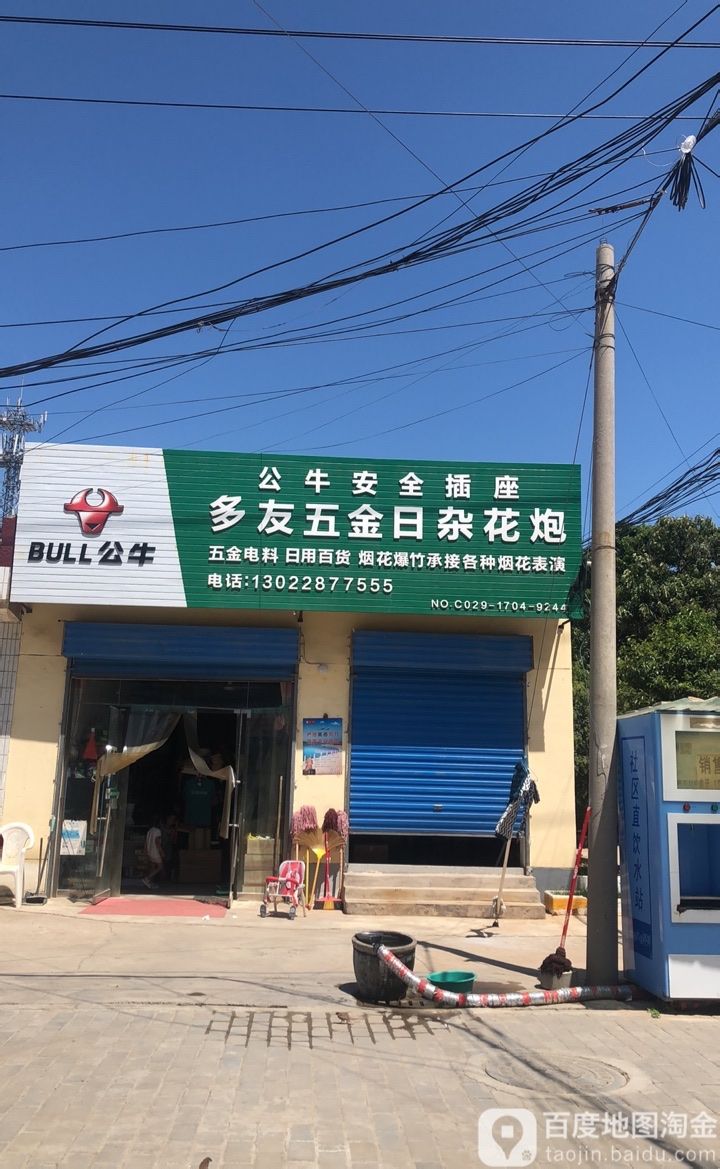 公牛安全插座
BULL公牛
多友五金日杂花炮
五金电料 日用百货 烟花爆竹承接各种烟花表演
电话:13022877555
NO.C029-1704-9244
销售
社区直饮水站
百度地图淘金
taojin.baidu.com